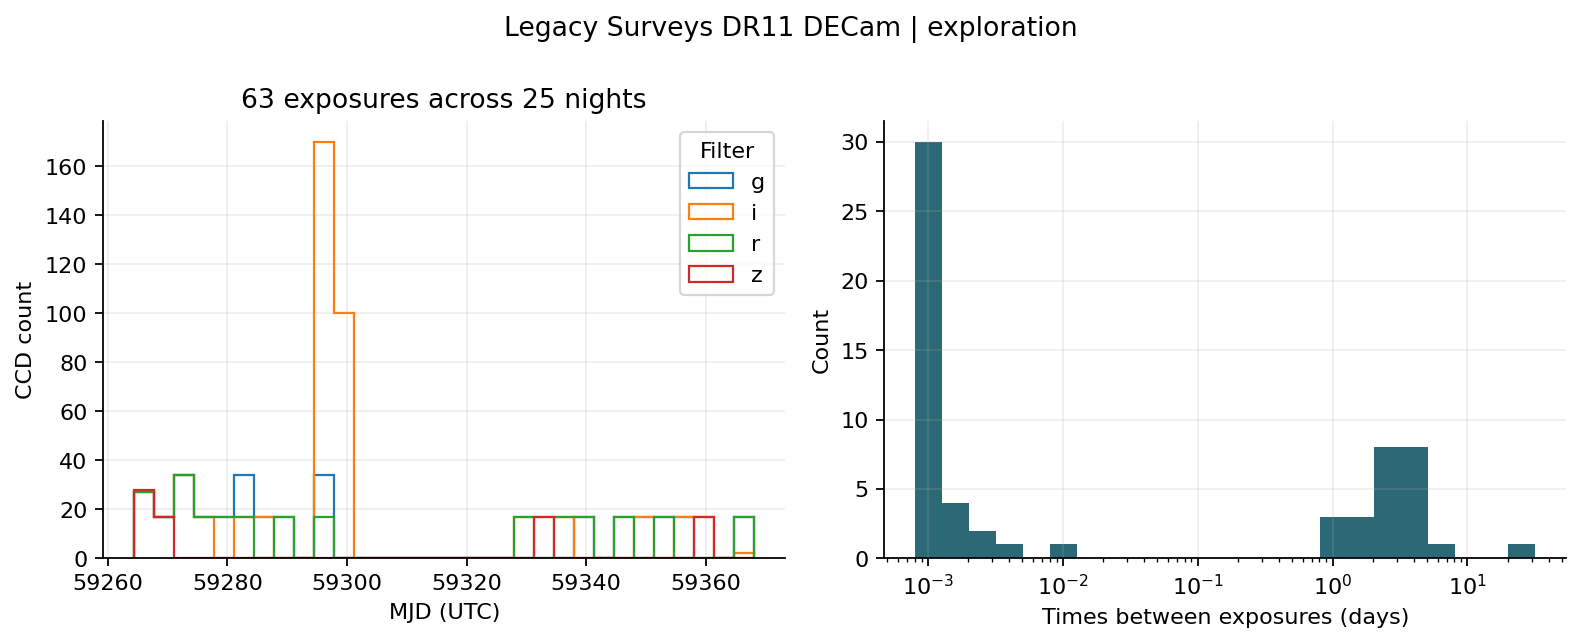 Legacy Surveys DR11 DECam | exploration
63 exposures across 25 nights
CCD count
160
140
120
100
80
60
40
20
0
59260 59280 59300 59320 59340 59360
MJD (UTC)
Filter
g
i
r
z
Count
30
25
20
15
10
5
0
10⁻³ 10⁻² 10⁻¹ 10⁰ 10¹
Times between exposures (days)